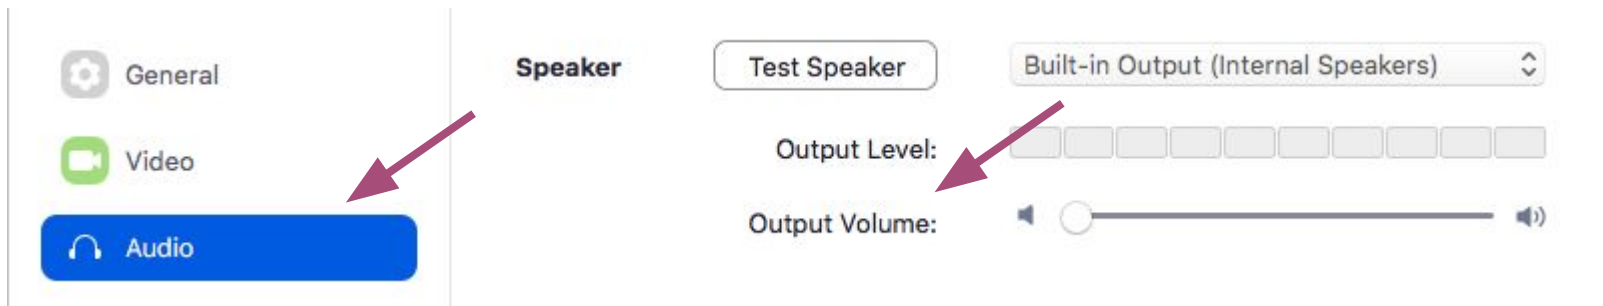 General
Video
Audio
Speaker
Test Speaker
Built-in Output (Internal Speakers)
Output Level:
Output Volume: